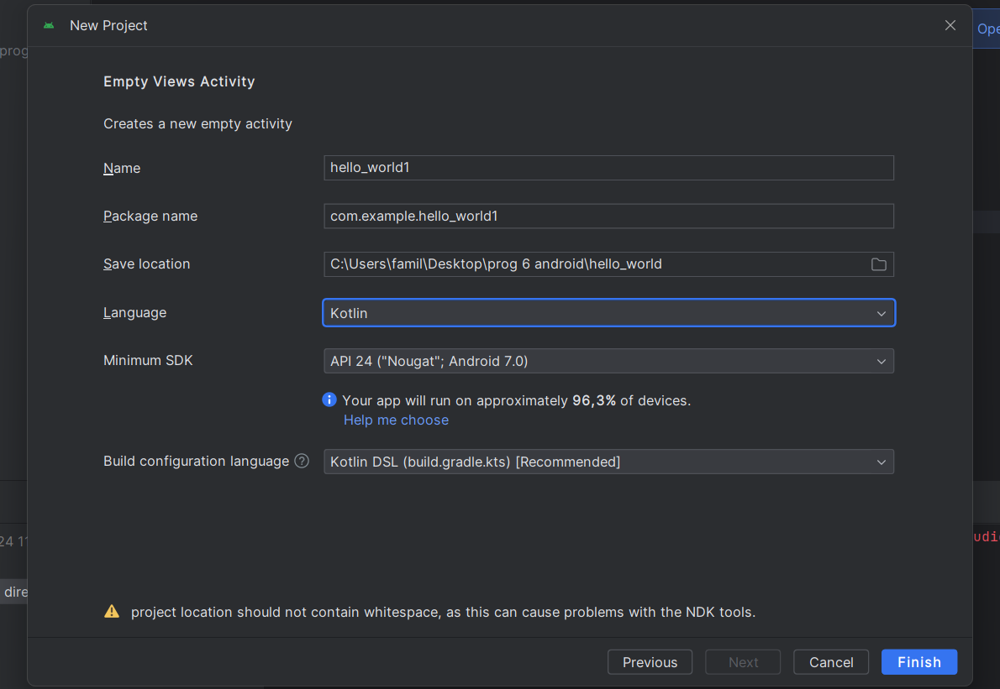 New Project
Ope
prog
Empty Views Activity
Creates a new empty activity
Name hello_world1
Package name com.example.hello_world1
Save location C:\Users\famil\Desktop\prog 6 android\hello_world
Language Kotlin
Minimum SDK API 24 ("Nougat"; Android 7.0)
Your app will run on approximately 96,3% of devices.
Help me choose
Build configuration language ? Kotlin DSL (build.gradle.kts) [Recommended]
24 11
udi
dire
project location should not contain whitespace, as this can cause problems with the NDK tools.
Previous Next Cancel Finish